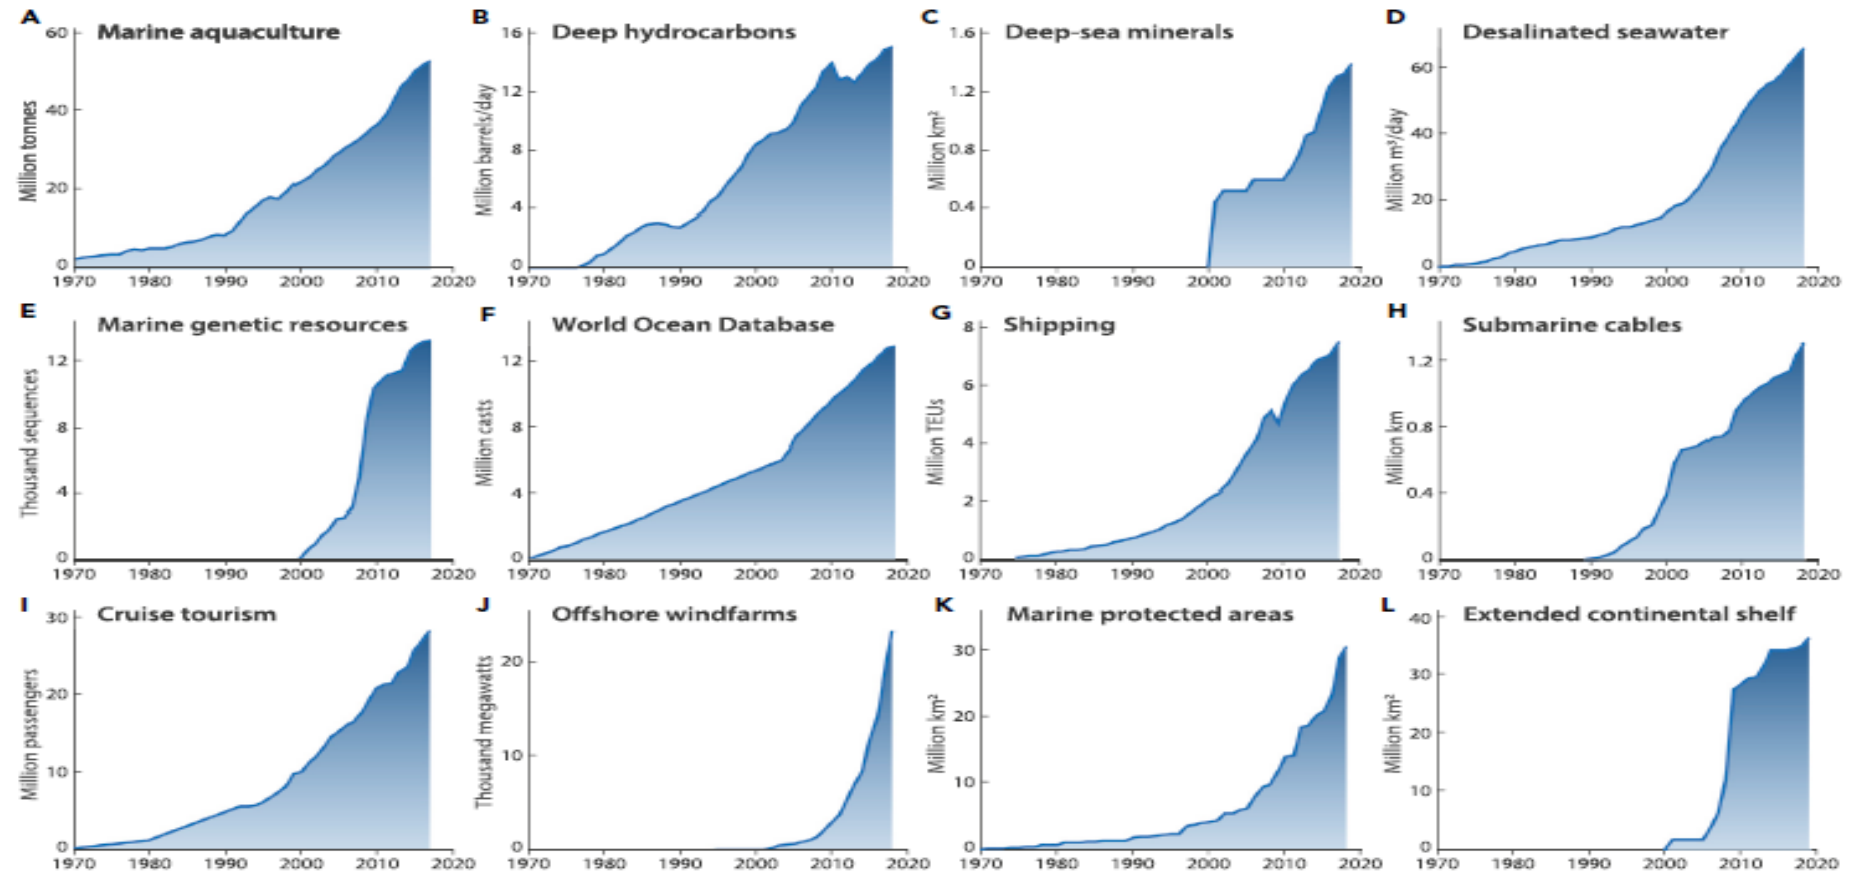 A Marine aquaculture
Million tonnes
60
40
20
0
1970 1980 1990 2000 2010 2020
B Deep hydrocarbons
Million barrels/day
16
12
8
4
0
1970 1980 1990 2000 2010 2020
C Deep-sea minerals
Million km²
1.6
1.2
0.8
0.4
0
1970 1980 1990 2000 2010 2020
D Desalinated seawater
Million m³/day
60
40
20
0
1970 1980 1990 2000 2010 2020
E Marine genetic resources
Thousand sequences
12
8
4
0
1970 1980 1990 2000 2010 2020
F World Ocean Database
Million casts
12
8
4
0
1970 1980 1990 2000 2010 2020
G Shipping
Million TEUs
8
6
4
2
0
1970 1980 1990 2000 2010 2020
H Submarine cables
Million km
1.2
0.8
0.4
0
1970 1980 1990 2000 2010 2020
I Cruise tourism
Million passengers
30
20
10
0
1970 1980 1990 2000 2010 2020
J Offshore windfarms
Thousand megawatts
20
10
0
1970 1980 1990 2000 2010 2020
K Marine protected areas
Million km²
30
20
10
0
1970 1980 1990 2000 2010 2020
L Extended continental shelf
Million km²
40
30
20
10
0
1970 1980 1990 2000 2010 2020